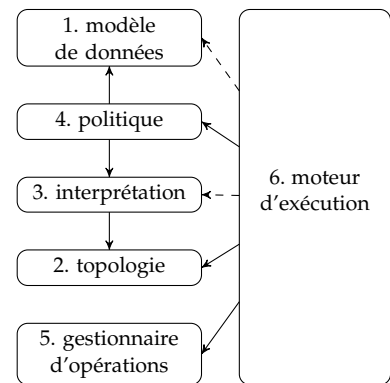 1. modèle
de données
4. politique
3. interprétation
2. topologie
5. gestionnaire
d'opérations
6. moteur
d'exécution